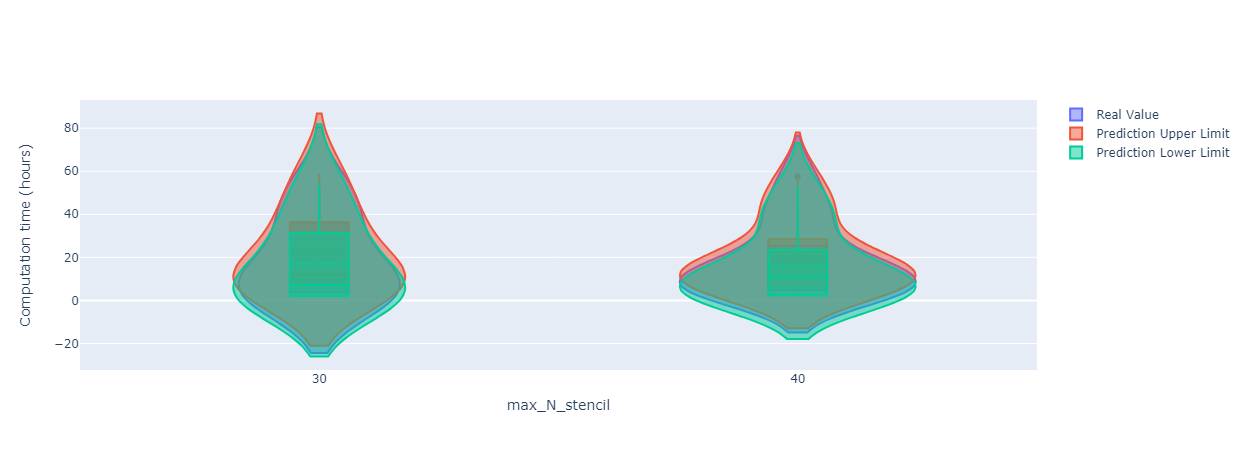 Computation time (hours)
80
60
40
20
0
−20
30
40
max_N_stencil
Real Value
Prediction Upper Limit
Prediction Lower Limit